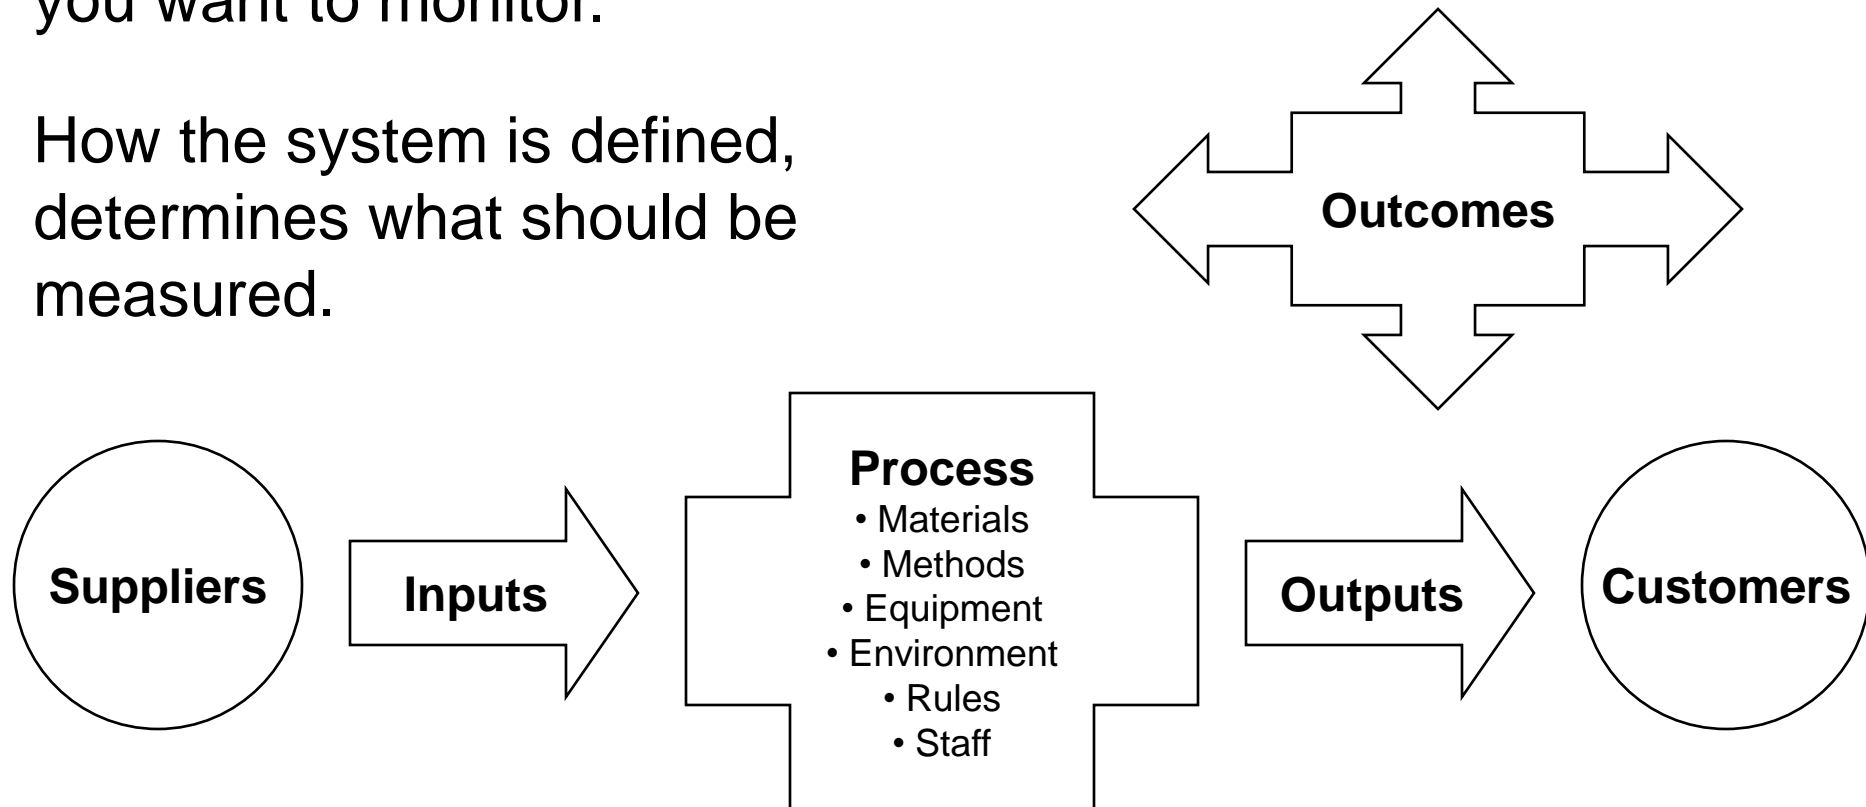 you want to monitor.
How the system is defined,
determines what should be
measured.
Outcomes
Suppliers
Inputs
Process
• Materials
• Methods
• Equipment
• Environment
• Rules
• Staff
Outputs
Customers